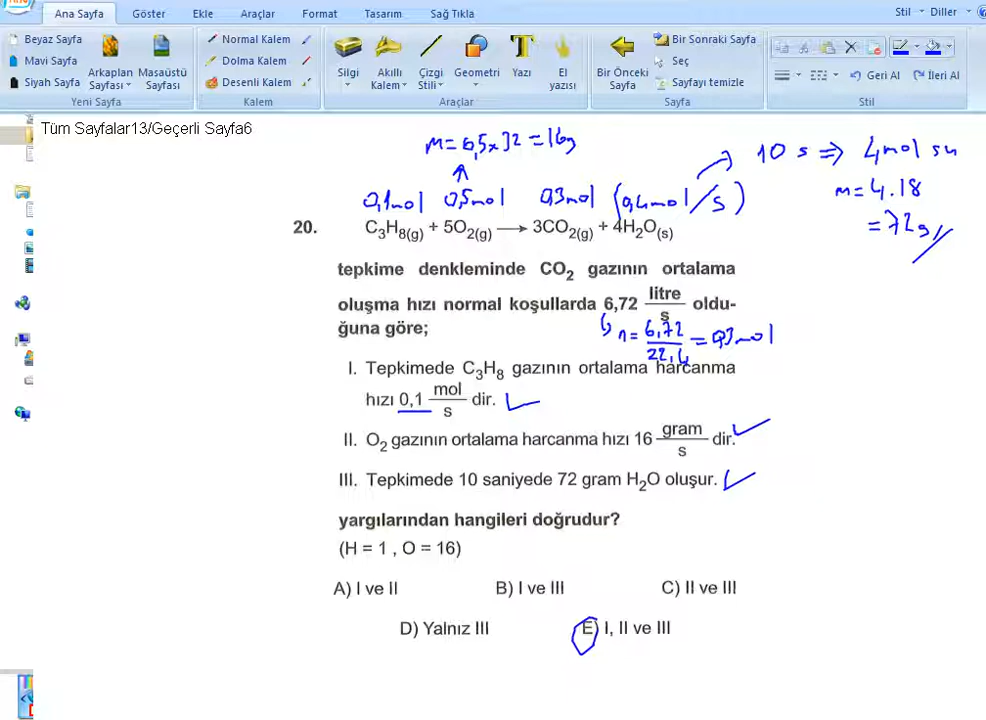 Ana Sayfa Göster Ekle Araçlar Format Tasarım Sağ Tıkla Stil Diller
Beyaz Sayfa
Mavi Sayfa
Siyah Sayfa
Arkaplan Sayfası
Masaüstü Sayfası
Yeni Sayfa
Normal Kalem
Dolma Kalem
Desenli Kalem
Kalem
Silgi
Akıllı Kalem
Çizgi Stili
Geometri
Yazı
El yazısı
Araçlar
Bir Önceki Sayfa
Bir Sonraki Sayfa
Seç
Sayfayı temizle
Sayfa
Geri Al İleri Al
Stil
Tüm Sayfalar13/Geçerli Sayfa6
m= 0,5x32 = 16g
10 s ⇒ 4mol su
m= 4.18
= 72g
0,1mol 0,5mol 0,3mol (0,4mol/s)
20. C₃H₈(g) + 5O₂(g) → 3CO₂(g) + 4H₂O(s)
tepkime denkleminde CO₂ gazının ortalama
oluşma hızı normal koşullarda 6,72 litre/s oldu-
ğuna göre;
n= 6,72/22,4 = 0,3mol
I. Tepkimede C₃H₈ gazının ortalama harcanma
hızı 0,1 mol/s dir.
II. O₂ gazının ortalama harcanma hızı 16 gram/s dir.
III. Tepkimede 10 saniyede 72 gram H₂O oluşur.
yargılarından hangileri doğrudur?
(H = 1 , O = 16)
A) I ve II B) I ve III C) II ve III
D) Yalnız III E) I, II ve III